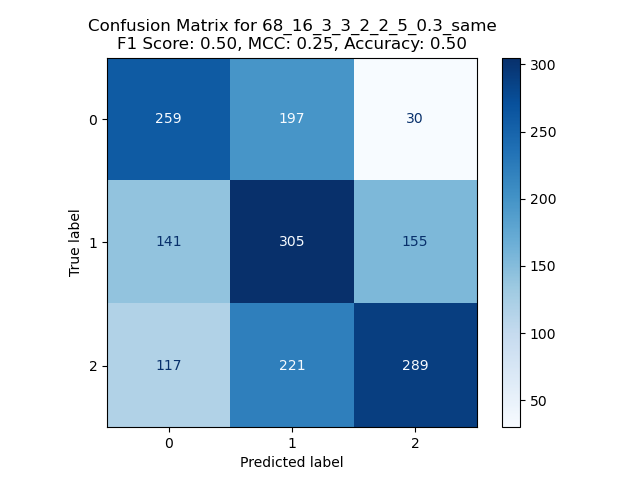 Confusion Matrix for 68_16_3_3_2_2_5_0.3_same
F1 Score: 0.50, MCC: 0.25, Accuracy: 0.50
300
0 259 197 30
250
200
True label
1 141 305 155
150
100
2 117 221 289
50
0 1 2
Predicted label